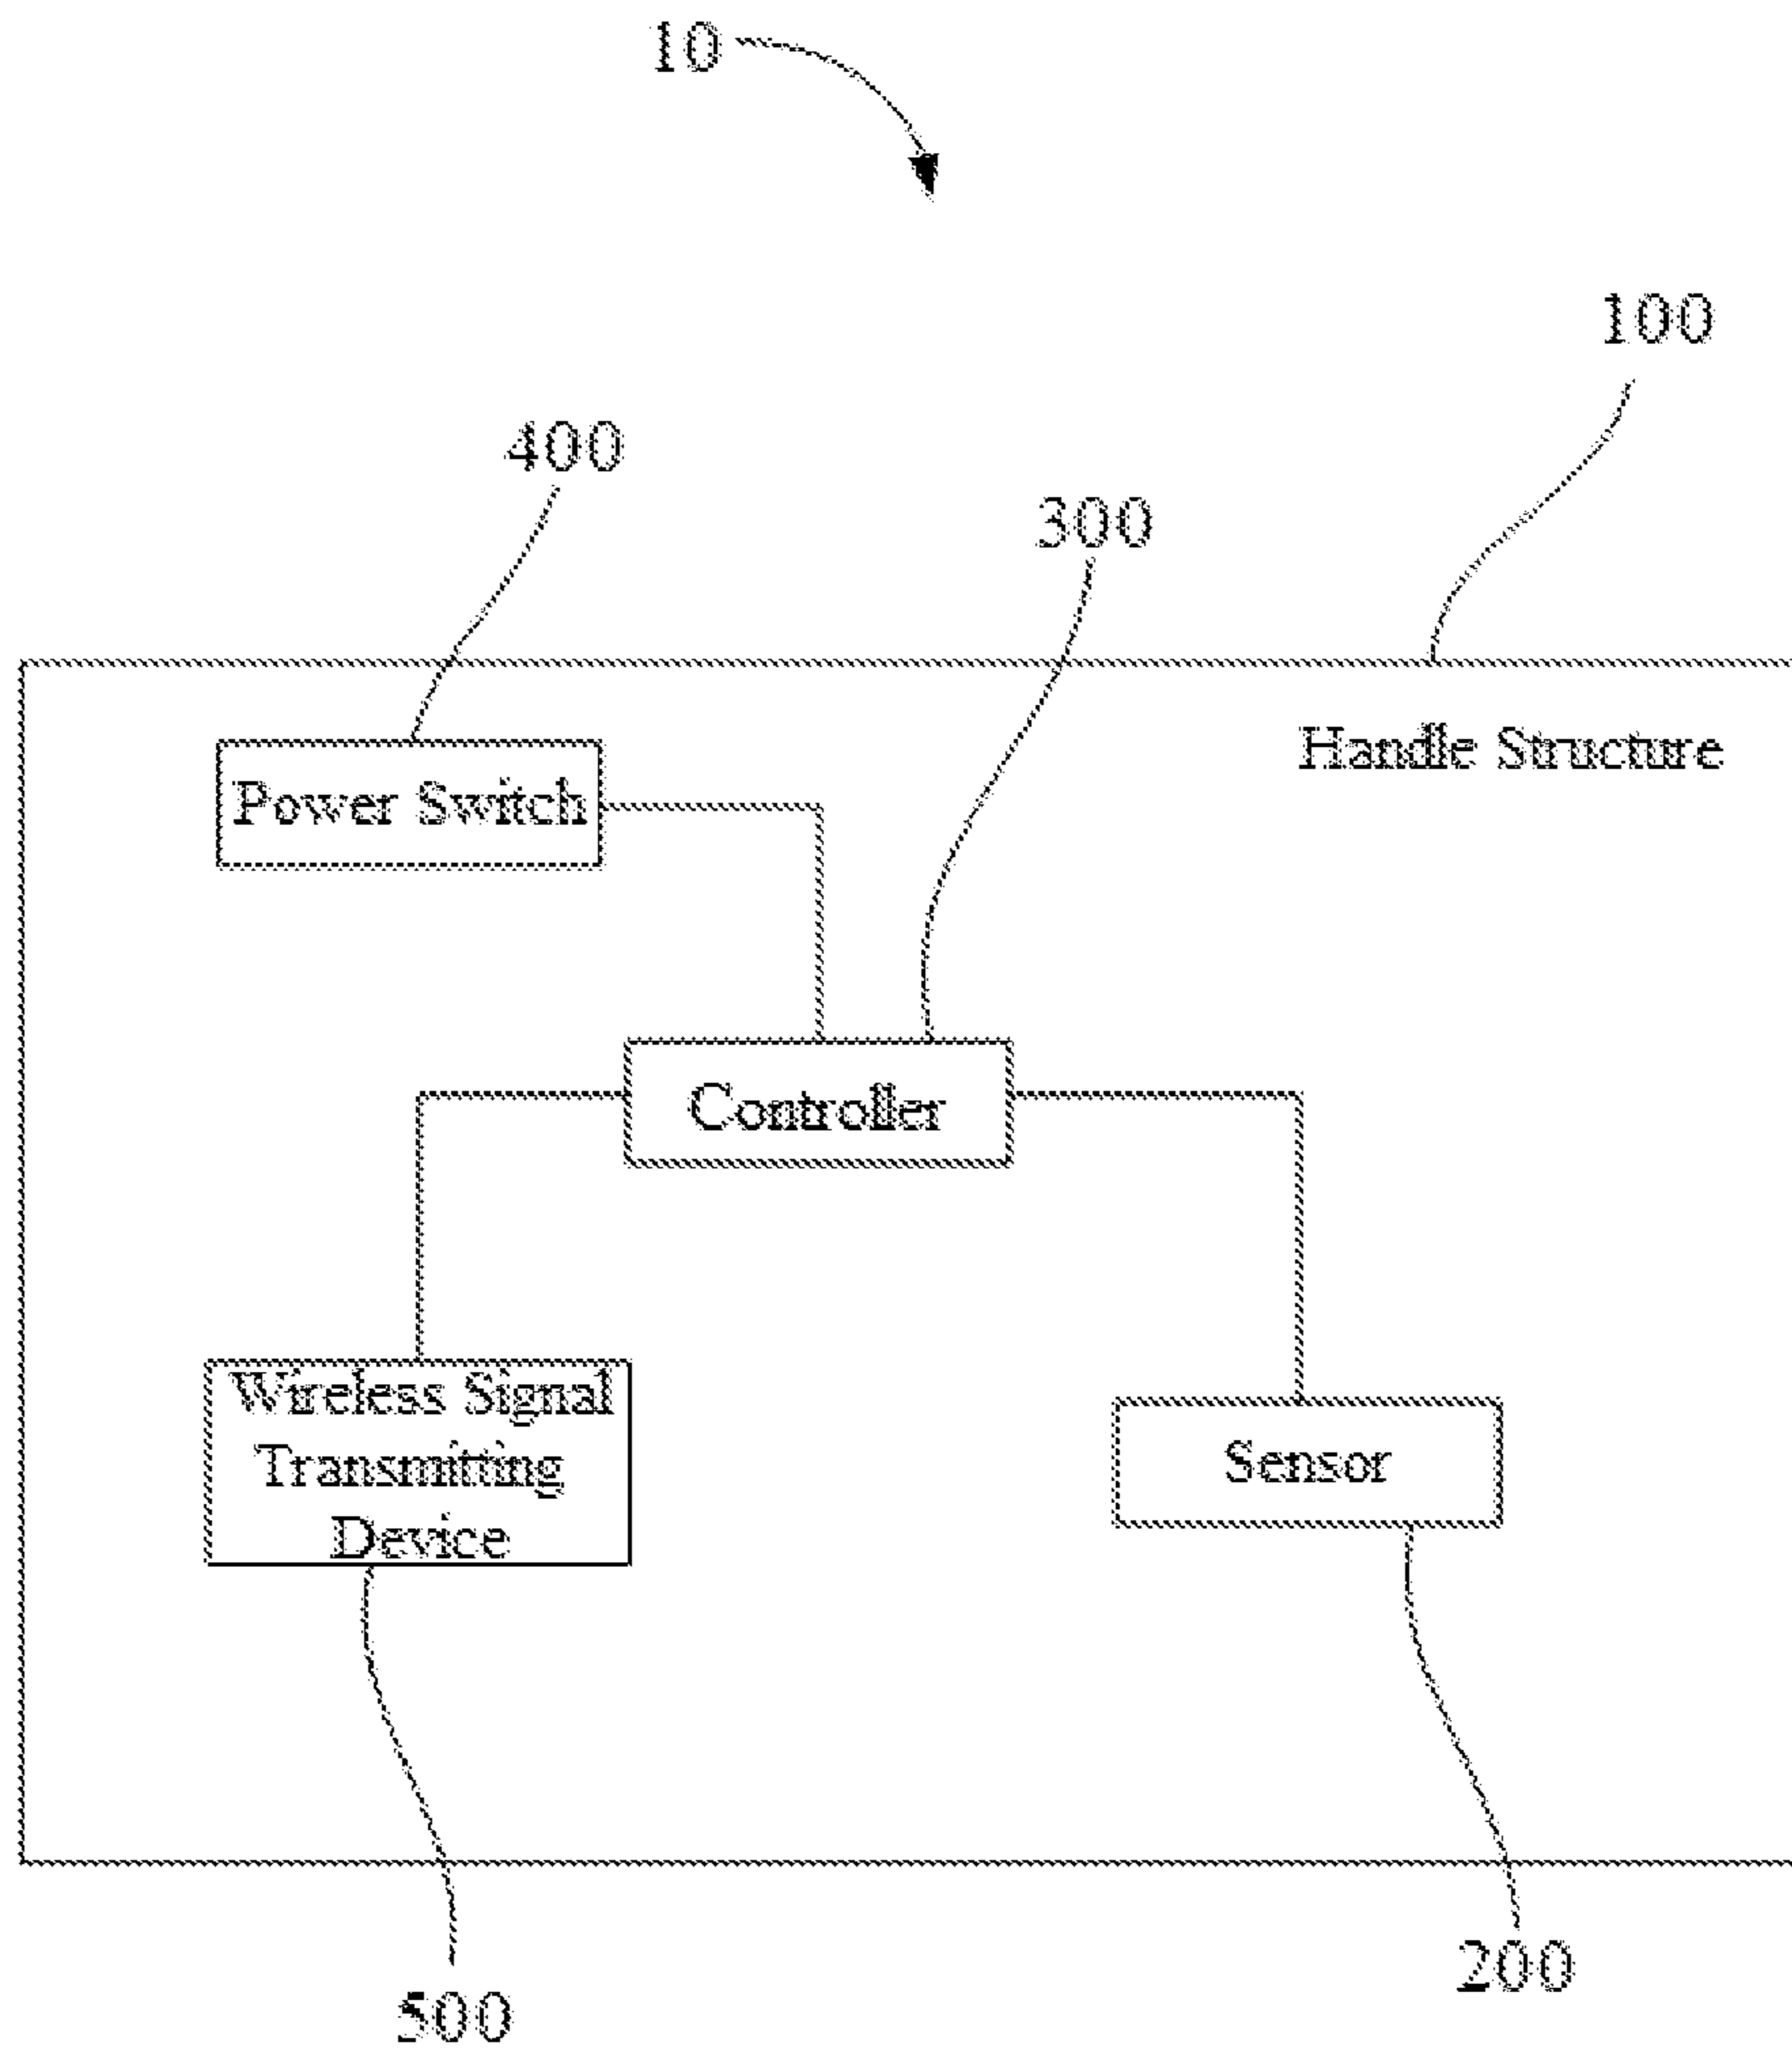 10
100
400
300
Handle Structure
Power Switch
Controller
Wireless Signal
Transmitting
Device
Sensor
200
500